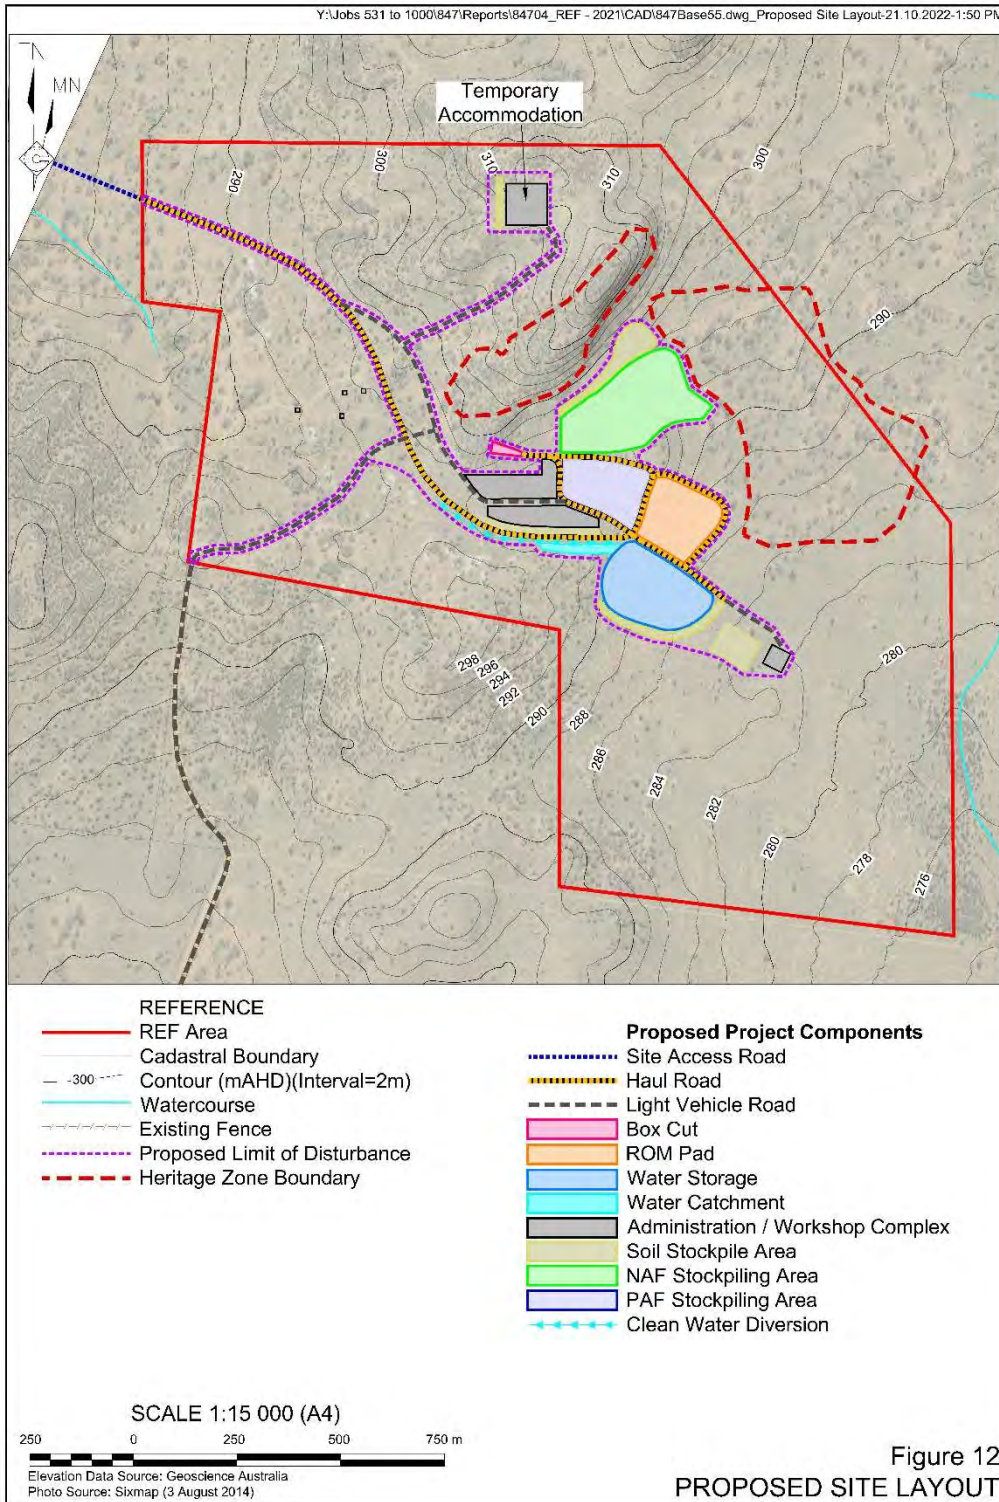 Y:\Jobs 531 to 1000\847\Reports\84704_REF - 2021\CAD\847Base55.dwg_Proposed Site Layout-21.10.2022-1:50 PM
N
MN
Temporary
Accommodation
290
300
310
310
300
290
298
296
294
292
290
288
286
284
282
280
278
276
280
REFERENCE
REF Area
Cadastral Boundary
300 Contour (mAHD)(Interval=2m)
Watercourse
Existing Fence
Proposed Limit of Disturbance
Heritage Zone Boundary
Proposed Project Components
Site Access Road
Haul Road
Light Vehicle Road
Box Cut
ROM Pad
Water Storage
Water Catchment
Administration / Workshop Complex
Soil Stockpile Area
NAF Stockpiling Area
PAF Stockpiling Area
Clean Water Diversion
SCALE 1:15 000 (A4)
250 0 250 500 750 m
Elevation Data Source: Geoscience Australia
Photo Source: Sixmap (3 August 2014)
Figure 12
PROPOSED SITE LAYOUT